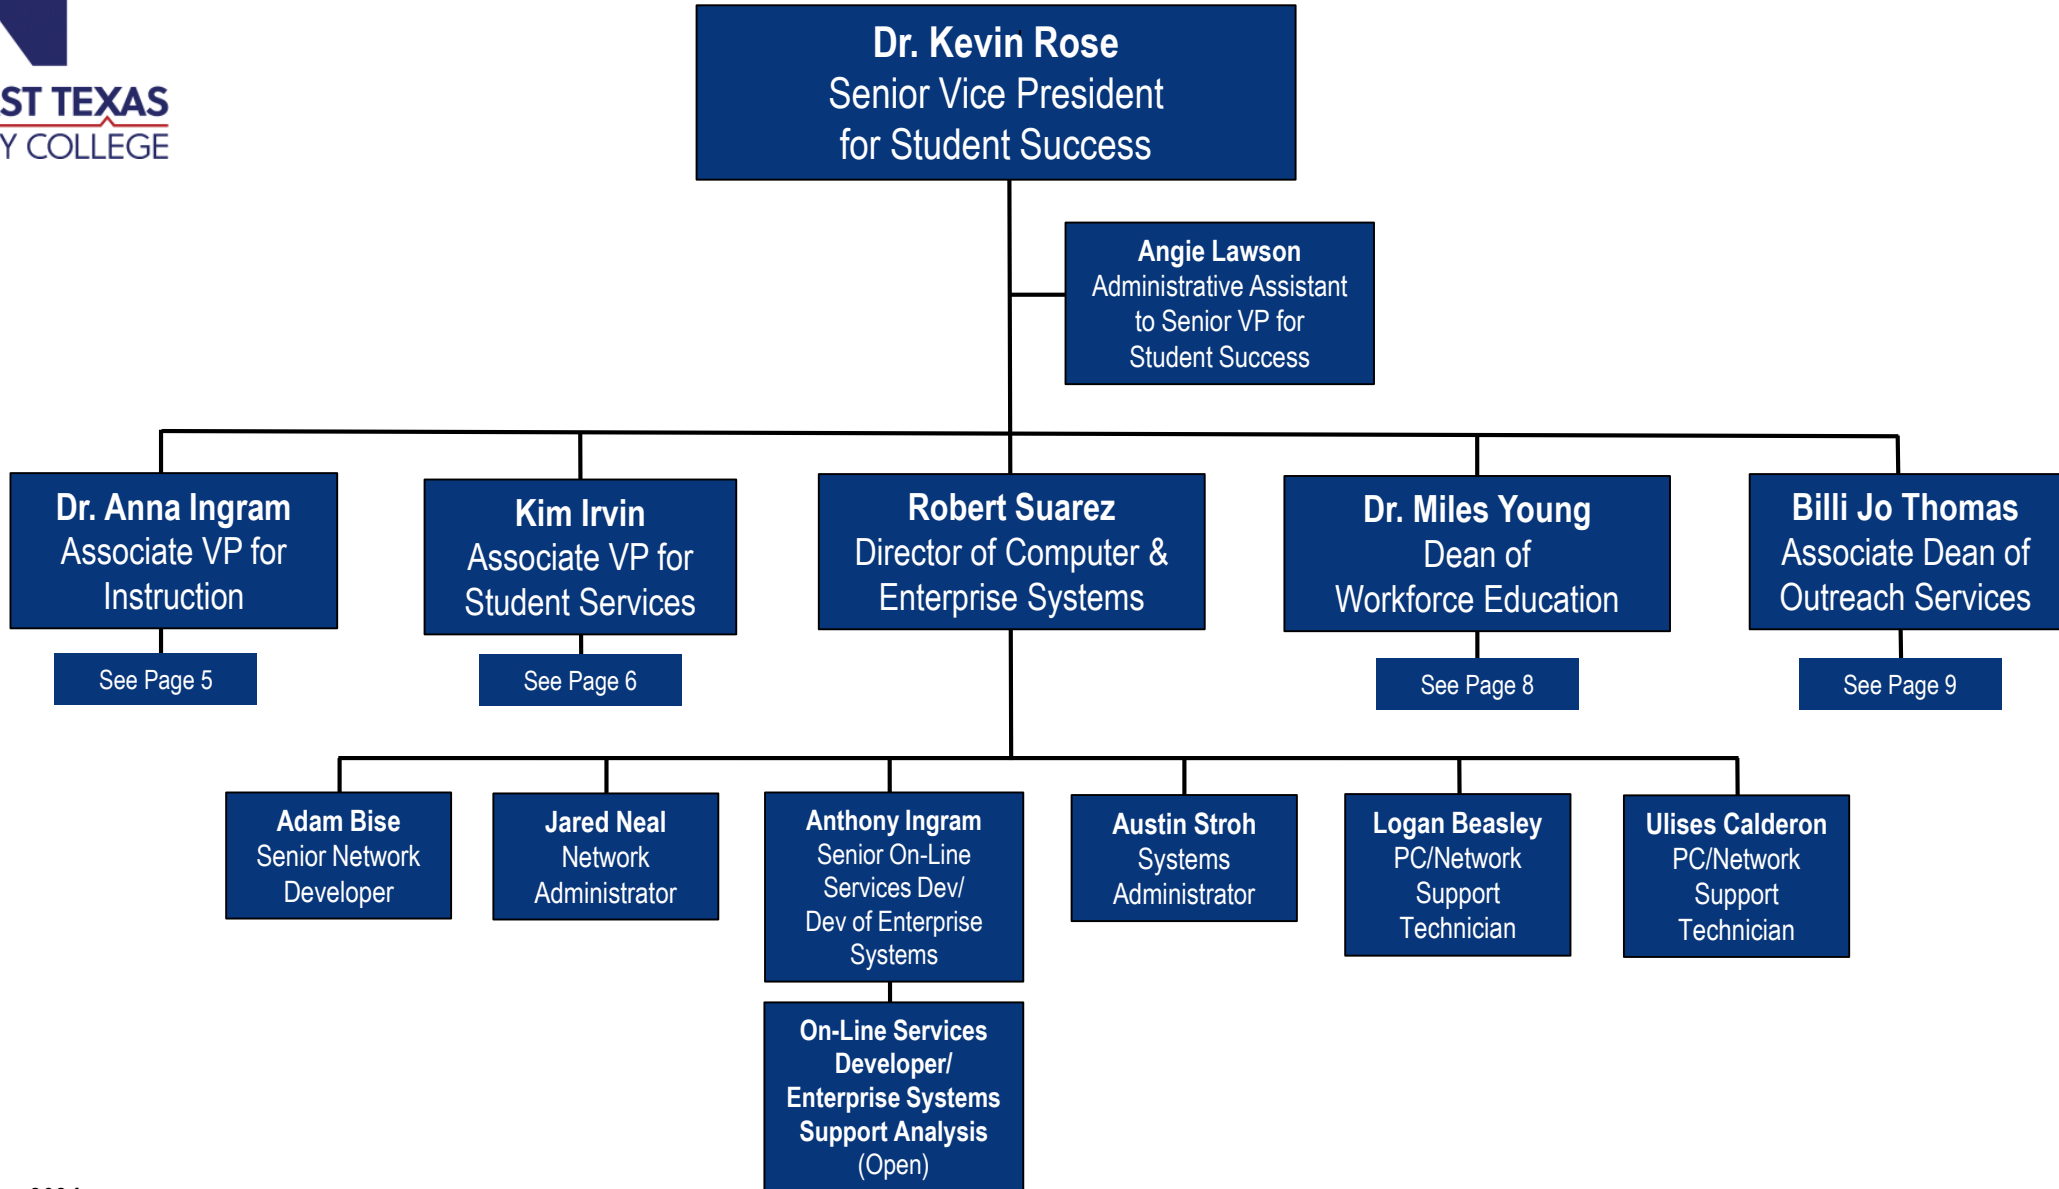 ST TEXAS
Y COLLEGE
Dr. Kevin Rose
Senior Vice President
for Student Success
Angie Lawson
Administrative Assistant
to Senior VP for
Student Success
Dr. Anna Ingram
Associate VP for
Instruction
See Page 5
Kim Irvin
Associate VP for
Student Services
See Page 6
Robert Suarez
Director of Computer &
Enterprise Systems
Dr. Miles Young
Dean of
Workforce Education
See Page 8
Billi Jo Thomas
Associate Dean of
Outreach Services
See Page 9
Adam Bise
Senior Network
Developer
Jared Neal
Network
Administrator
Anthony Ingram
Senior On-Line
Services Dev/
Dev of Enterprise
Systems
On-Line Services
Developer/
Enterprise Systems
Support Analysis
(Open)
Austin Stroh
Systems
Administrator
Logan Beasley
PC/Network
Support
Technician
Ulises Calderon
PC/Network
Support
Technician